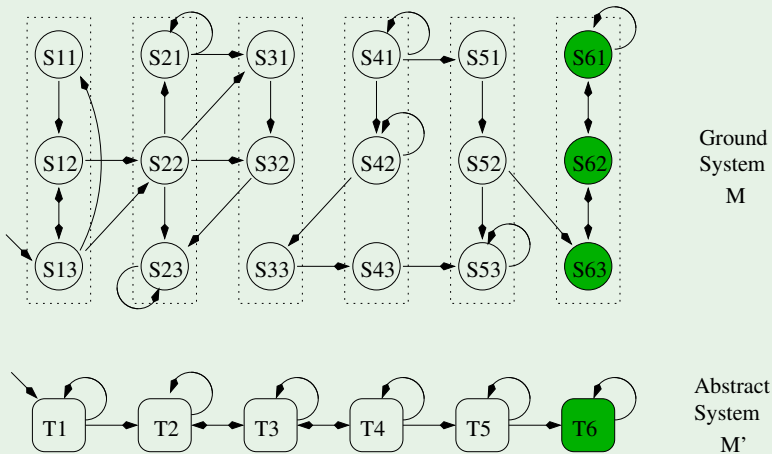 S11 S21 S31 S41 S51 S61
S12 S22 S32 S42 S52 S62
Ground
System
M
S13 S23 S33 S43 S53 S63
T1 T2 T3 T4 T5 T6
Abstract
System
M'